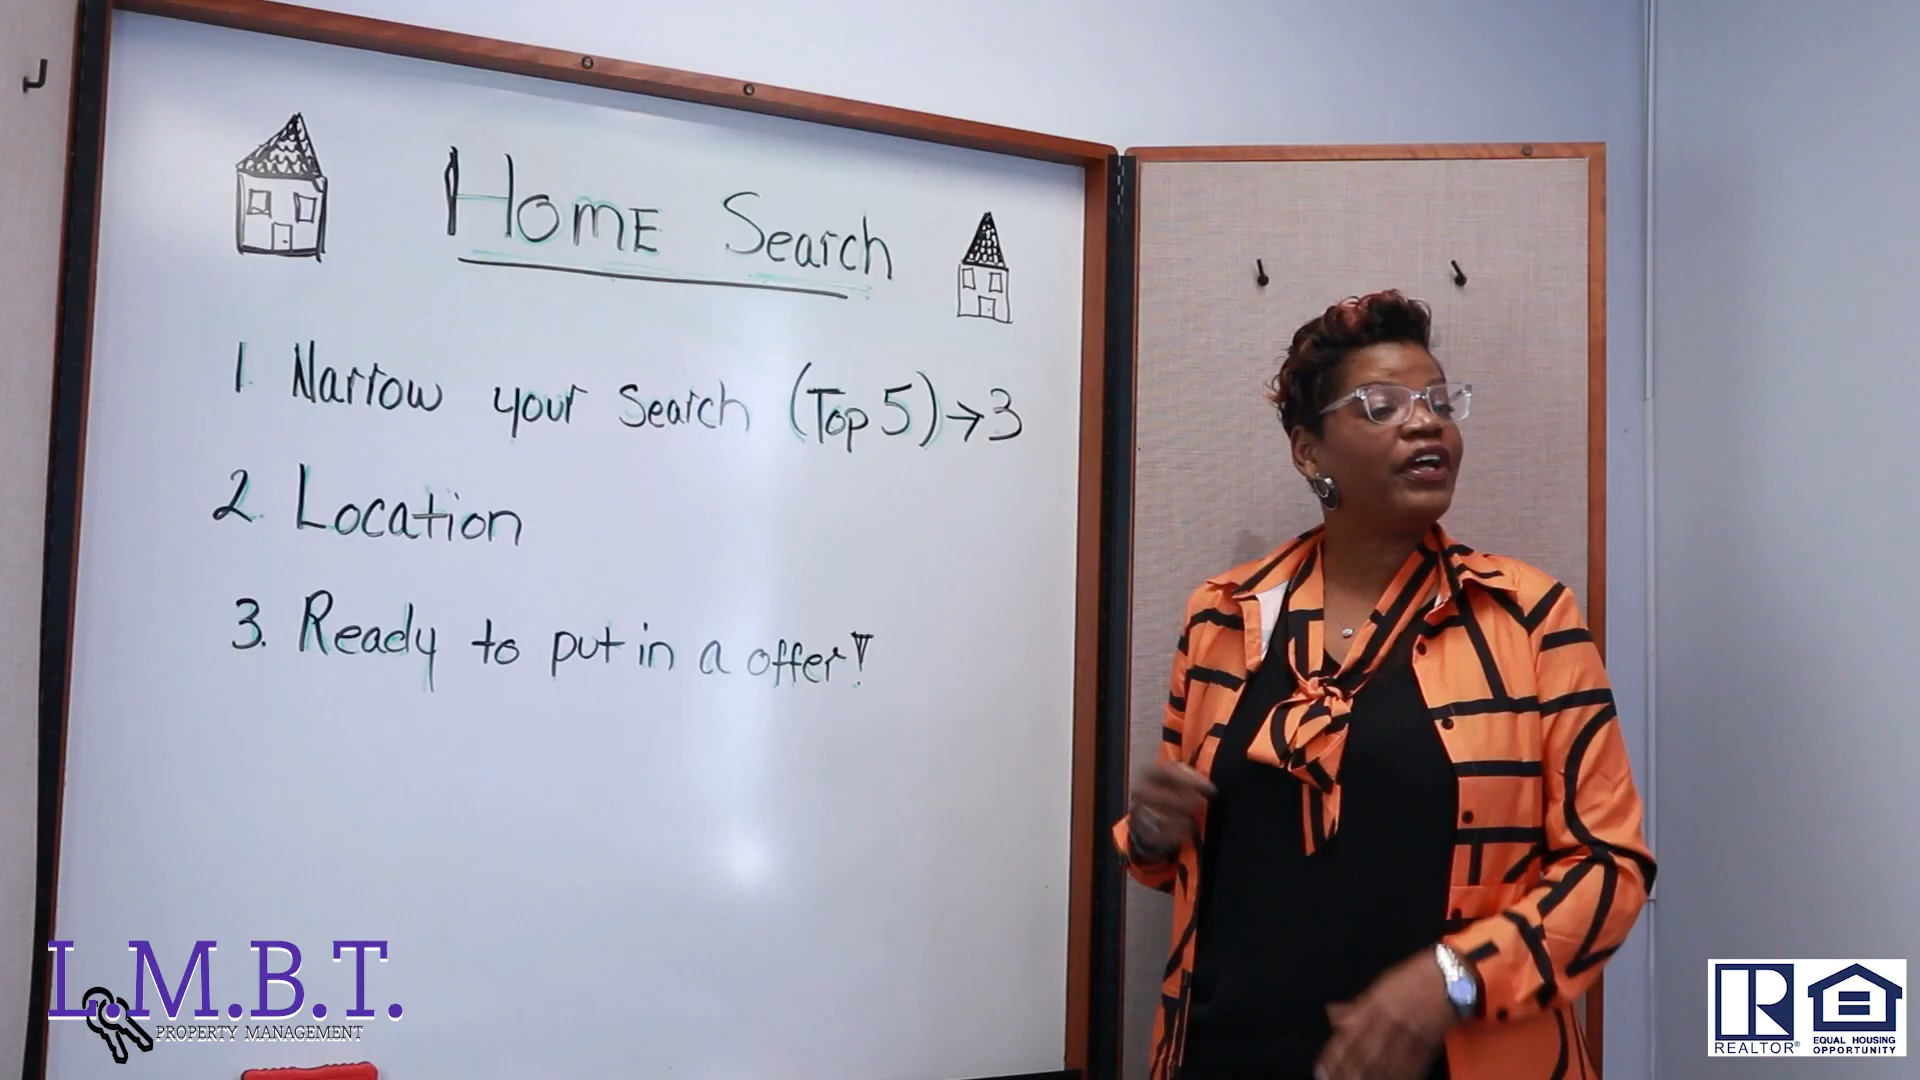 HOME Search
1. Narrow your Search (Top 5)→3
2. Location
3. Ready to put in a offer!
L.M.B.T.
PROPERTY MANAGEMENT
REALTOR®
EQUAL HOUSING
OPPORTUNITY